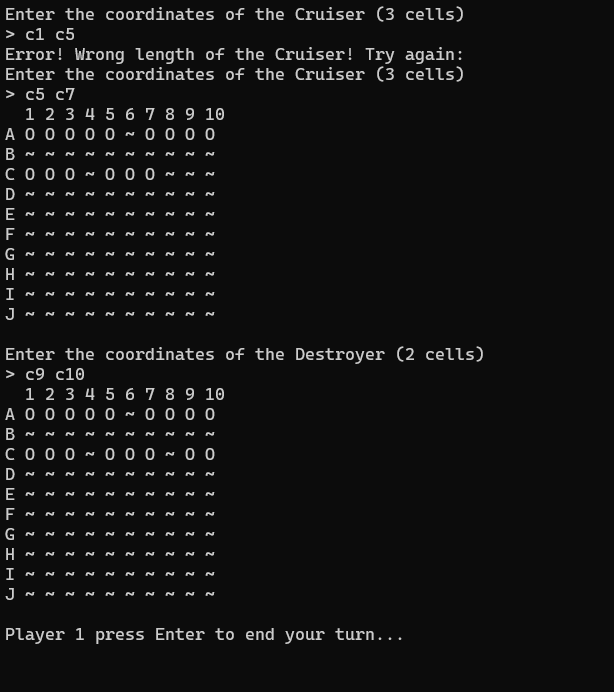 Enter the coordinates of the Cruiser (3 cells)
> c1 c5
Error! Wrong length of the Cruiser! Try again:
Enter the coordinates of the Cruiser (3 cells)
> c5 c7
  1 2 3 4 5 6 7 8 9 10
A O O O O O ~ O O O O
B ~ ~ ~ ~ ~ ~ ~ ~ ~ ~
C O O O ~ O O O ~ ~ ~
D ~ ~ ~ ~ ~ ~ ~ ~ ~ ~
E ~ ~ ~ ~ ~ ~ ~ ~ ~ ~
F ~ ~ ~ ~ ~ ~ ~ ~ ~ ~
G ~ ~ ~ ~ ~ ~ ~ ~ ~ ~
H ~ ~ ~ ~ ~ ~ ~ ~ ~ ~
I ~ ~ ~ ~ ~ ~ ~ ~ ~ ~
J ~ ~ ~ ~ ~ ~ ~ ~ ~ ~

Enter the coordinates of the Destroyer (2 cells)
> c9 c10
  1 2 3 4 5 6 7 8 9 10
A O O O O O ~ O O O O
B ~ ~ ~ ~ ~ ~ ~ ~ ~ ~
C O O O ~ O O O ~ O O
D ~ ~ ~ ~ ~ ~ ~ ~ ~ ~
E ~ ~ ~ ~ ~ ~ ~ ~ ~ ~
F ~ ~ ~ ~ ~ ~ ~ ~ ~ ~
G ~ ~ ~ ~ ~ ~ ~ ~ ~ ~
H ~ ~ ~ ~ ~ ~ ~ ~ ~ ~
I ~ ~ ~ ~ ~ ~ ~ ~ ~ ~
J ~ ~ ~ ~ ~ ~ ~ ~ ~ ~

Player 1 press Enter to end your turn...